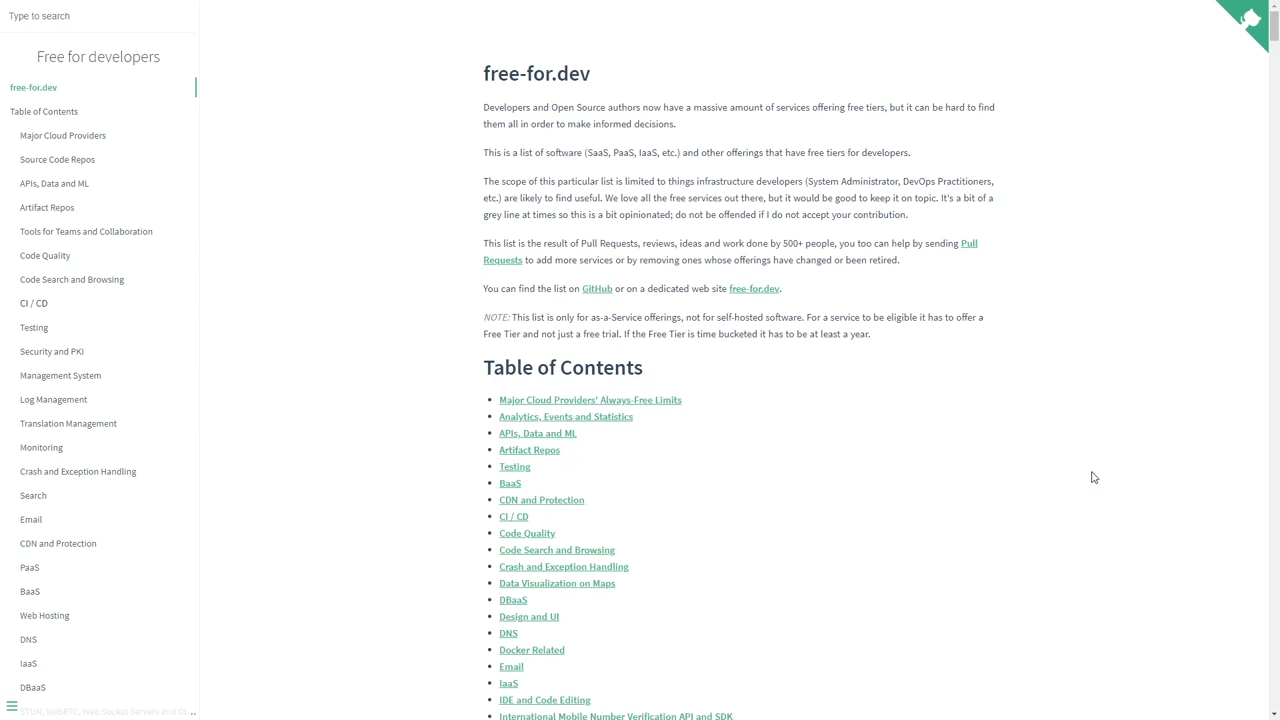 Type to search
Free for developers
free-for.dev
Table of Contents
Major Cloud Providers
Source Code Repos
APIs, Data and ML
Artifact Repos
Tools for Teams and Collaboration
Code Quality
Code Search and Browsing
CI / CD
Testing
Security and PKI
Management System
Log Management
Translation Management
Monitoring
Crash and Exception Handling
Search
Email
CDN and Protection
PaaS
BaaS
Web Hosting
DNS
IaaS
DBaaS
STUN, WebRTC, Web Socket Servers and Ot...
free-for.dev
Developers and Open Source authors now have a massive amount of services offering free tiers, but it can be hard to find
them all in order to make informed decisions.
This is a list of software (SaaS, PaaS, IaaS, etc.) and other offerings that have free tiers for developers.
The scope of this particular list is limited to things infrastructure developers (System Administrator, DevOps Practitioners,
etc.) are likely to find useful. We love all the free services out there, but it would be good to keep it on topic. It's a bit of a
grey line at times so this is a bit opinionated; do not be offended if I do not accept your contribution.
This list is the result of Pull Requests, reviews, ideas and work done by 500+ people, you too can help by sending Pull
Requests to add more services or by removing ones whose offerings have changed or been retired.
You can find the list on GitHub or on a dedicated web site free-for.dev.
NOTE: This list is only for as-a-Service offerings, not for self-hosted software. For a service to be eligible it has to offer a
Free Tier and not just a free trial. If the Free Tier is time bucketed it has to be at least a year.
Table of Contents
Major Cloud Providers' Always-Free Limits
Analytics, Events and Statistics
APIs, Data and ML
Artifact Repos
Testing
BaaS
CDN and Protection
CI / CD
Code Quality
Code Search and Browsing
Crash and Exception Handling
Data Visualization on Maps
DBaaS
Design and UI
DNS
Docker Related
Email
IaaS
IDE and Code Editing
International Mobile Number Verification API and SDK